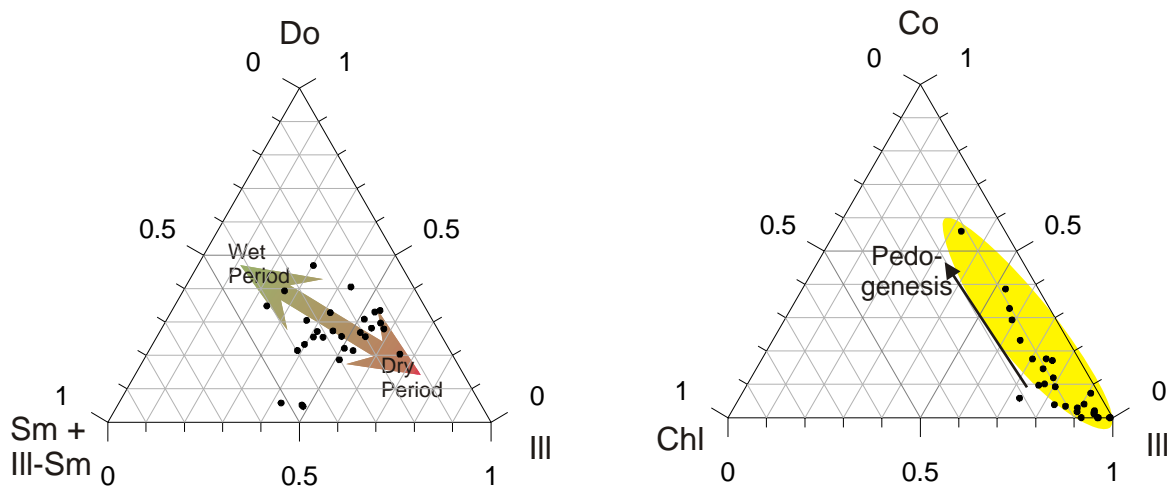 Do
0 1
0.5 0.5
Wet
Period
Dry
Period
1 0
Sm +
Ill-Sm
Ill
0 0.5 1
Co
0 1
0.5 0.5
Pedo-
genesis
1 0
Chl
Ill
0 0.5 1